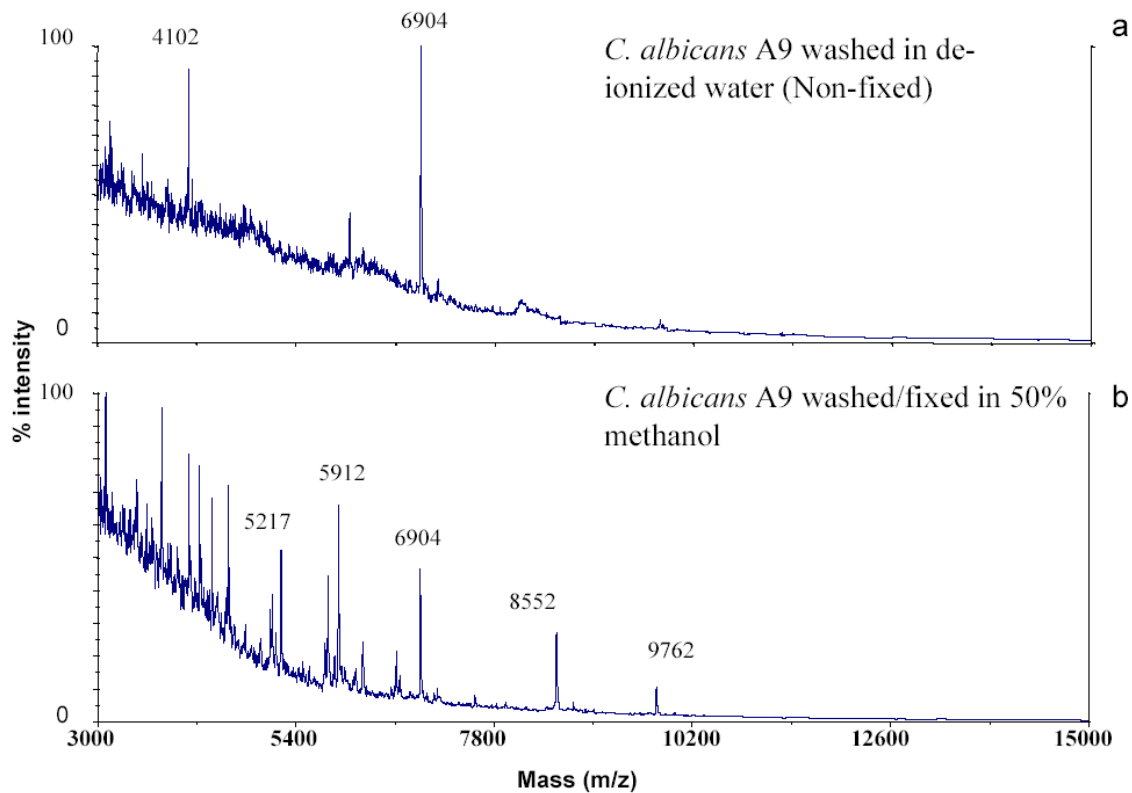 a
4102
6904
100
C. albicans A9 washed in de-
ionized water (Non-fixed)
0
% intensity
b
100
C. albicans A9 washed/fixed in 50%
methanol
5912
5217
6904
8552
9762
0
3000 5400 7800 10200 12600 15000
Mass (m/z)